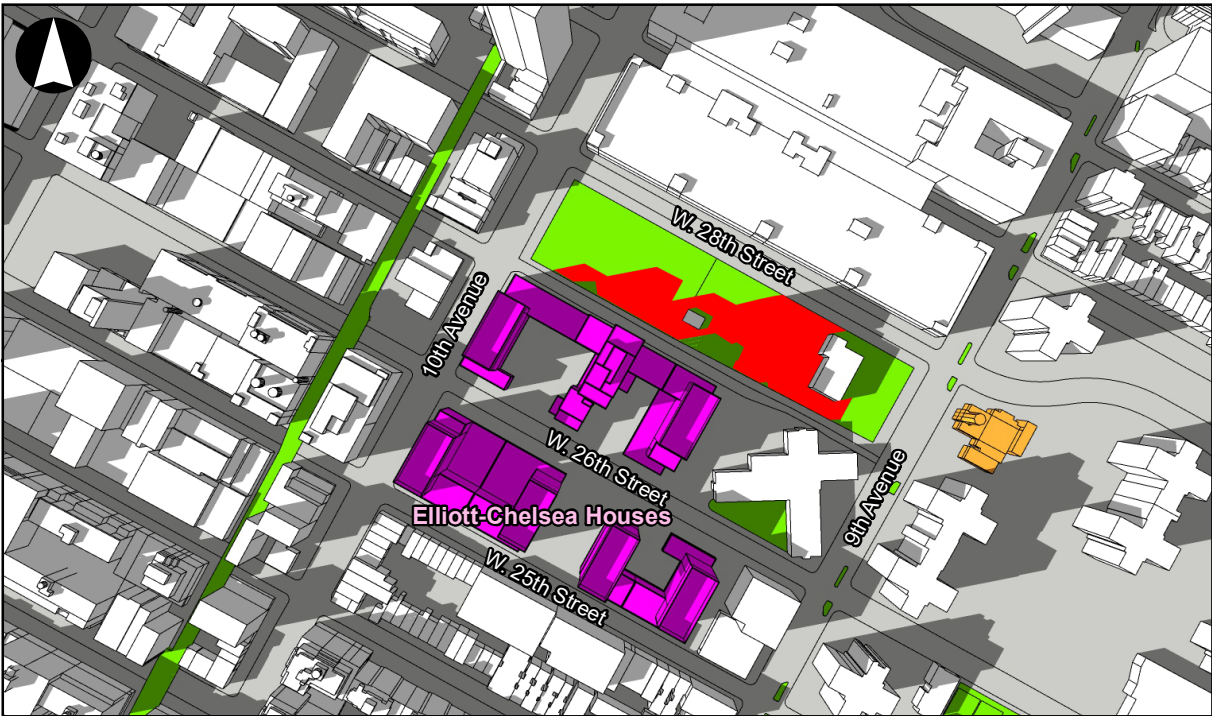 W. 28th Street
10th Avenue
W. 26th Street
9th Avenue
Elliott-Chelsea Houses
W. 25th Street